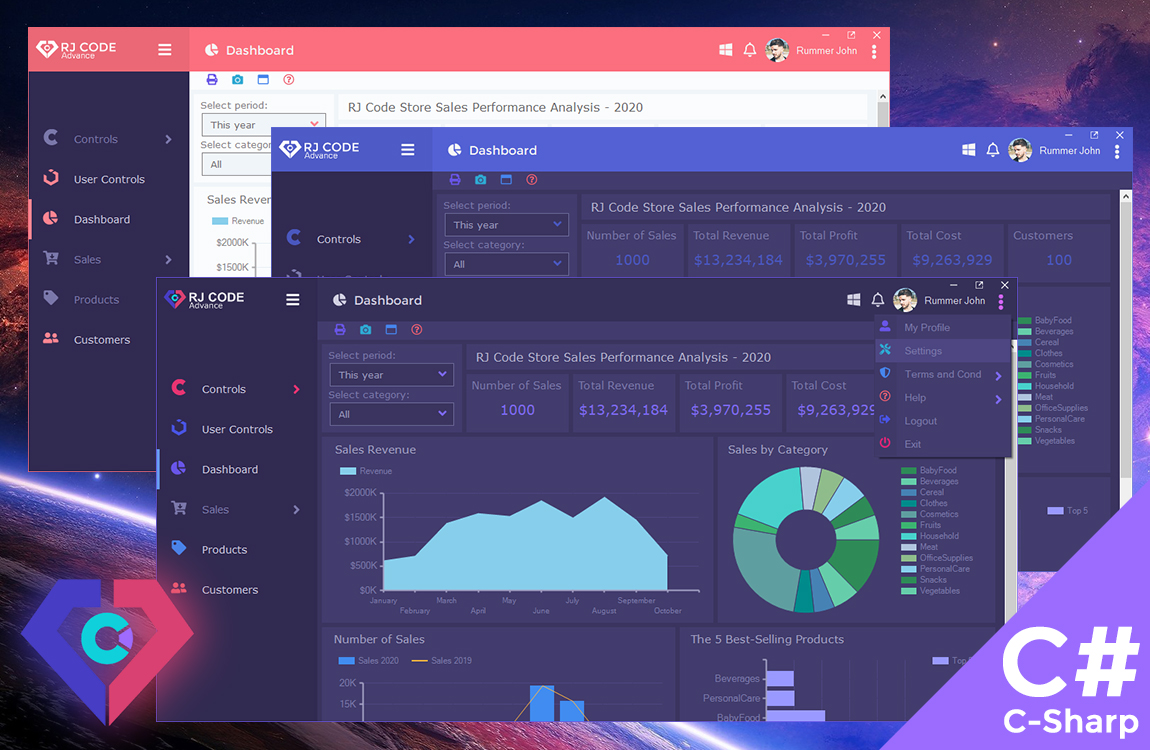 RJ CODE
Advance
Dashboard
Rummer John
Select period:
This year
Select categor
All
RJ Code Store Sales Performance Analysis - 2020
Controls
User Controls
Dashboard
Sales
Products
Customers
Sales Rever
Revenue
$2000K
$1500K
RJ CODE
Advance
Dashboard
Rummer John
Select period:
This year
Select category:
All
RJ Code Store Sales Performance Analysis - 2020
Number of Sales
1000
Total Revenue
$13,234,184
Total Profit
$3,970,255
Total Cost
$9,263,929
Customers
100
Controls
BabyFood
Beverages
Cereal
Clothes
Cosmetics
Fruits
Household
Meat
OfficeSupplies
PersonalCare
Snacks
Vegetables
Top 5
RJ CODE
Advance
Dashboard
Rummer John
My Profile
Settings
Terms and Cond
Help
Logout
Exit
Select period:
This year
Select category:
All
RJ Code Store Sales Performance Analysis - 2020
Number of Sales
1000
Total Revenue
$13,234,184
Total Profit
$3,970,255
Total Cost
$9,263,929
Controls
User Controls
Dashboard
Sales
Products
Customers
Sales Revenue
Revenue
$2000K
$1500K
$1000K
$500K
$0K
January
February
March
April
May
June
July
August
September
October
Sales by Category
BabyFood
Beverages
Cereal
Clothes
Cosmetics
Fruits
Household
Meat
OfficeSupplies
PersonalCare
Snacks
Vegetables
Number of Sales
Sales 2020
Sales 2019
20K
15K
The 5 Best-Selling Products
Top
Beverages
PersonalCare
BabyFood
C
C#
C-Sharp